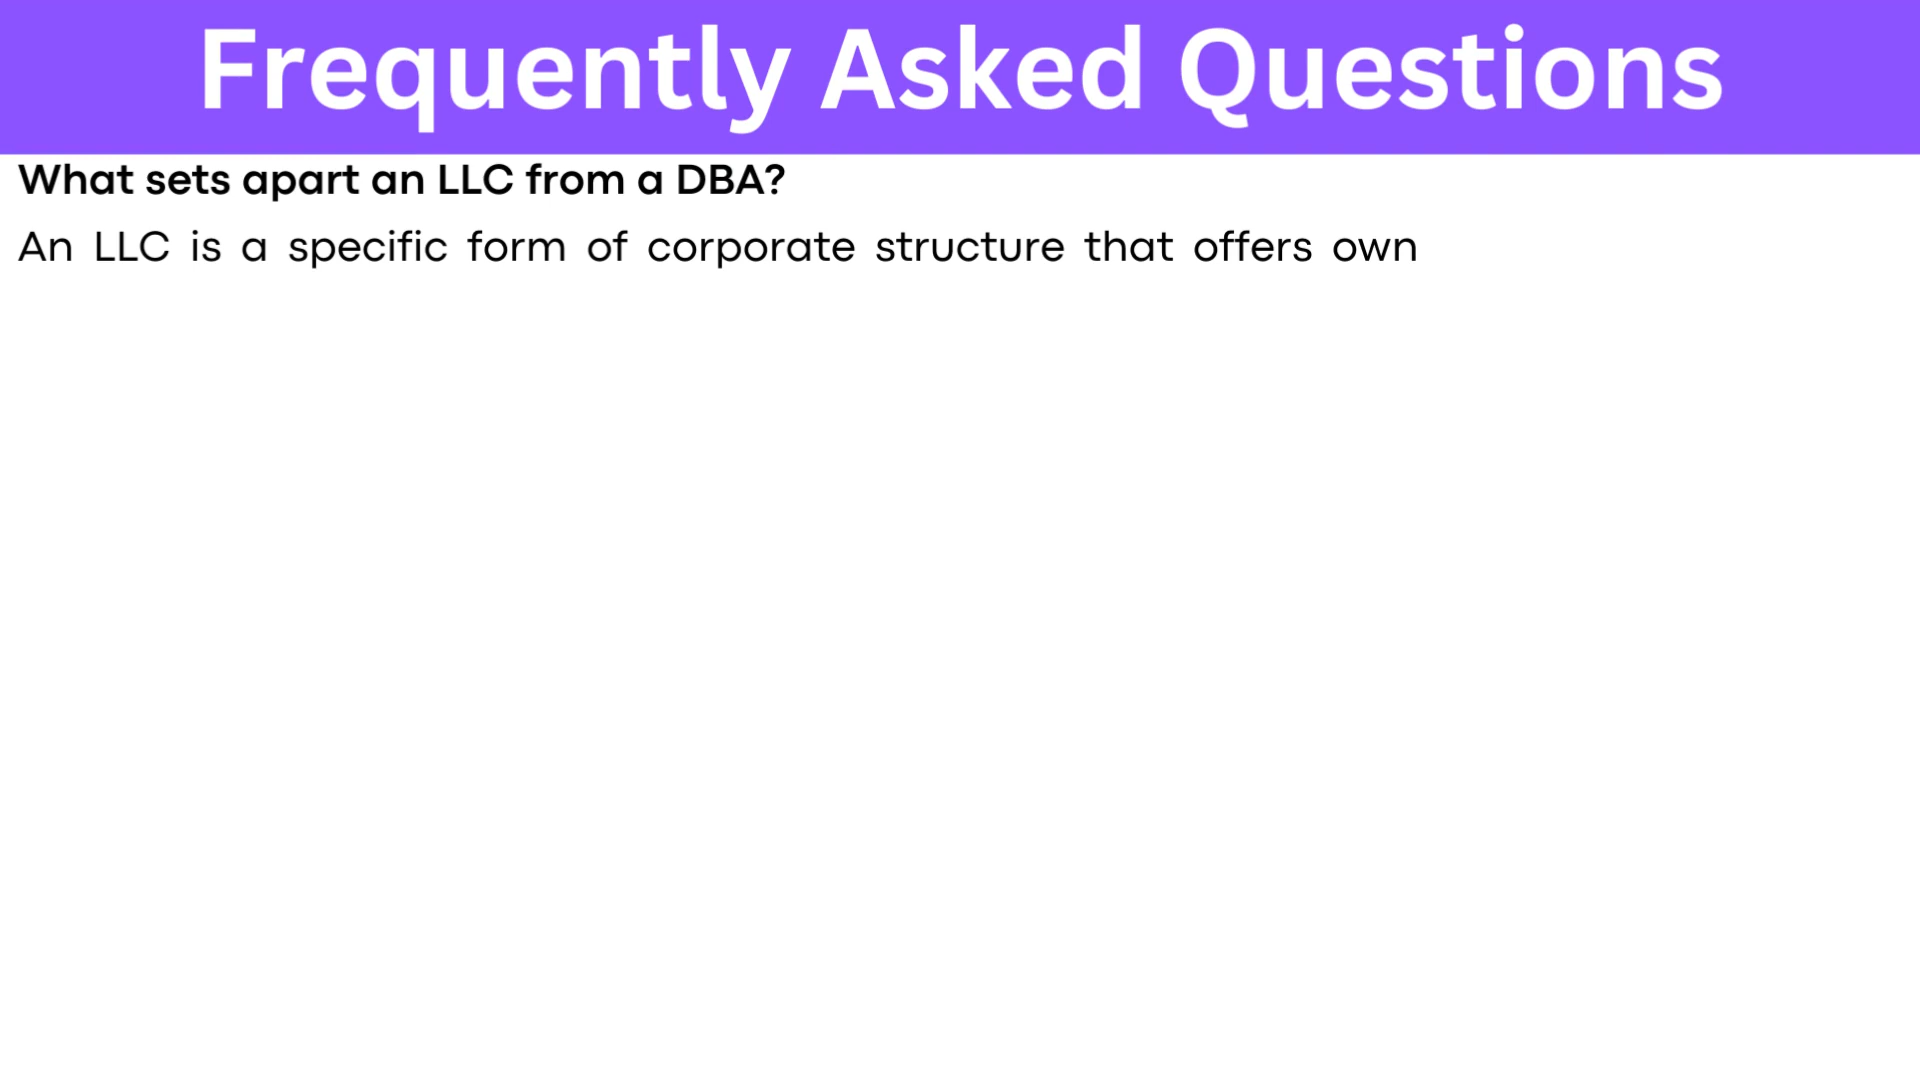 Frequently Asked Questions
What sets apart an LLC from a DBA?
An LLC is a specific form of corporate structure that offers own